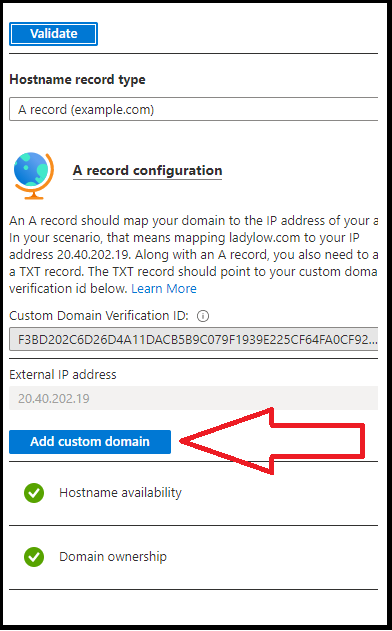 Validate
Hostname record type
A record (example.com)
A record configuration
An A record should map your domain to the IP address of your a
In your scenario, that means mapping ladylow.com to your IP
address 20.40.202.19. Along with an A record, you also need to a
a TXT record. The TXT record should point to your custom doma
verification id below. Learn More
Custom Domain Verification ID:
F3BD202C6D26D4A11DACB5B9C079F1939E225CF64FA0CF92...
External IP address
20.40.202.19
Add custom domain
Hostname availability
Domain ownership